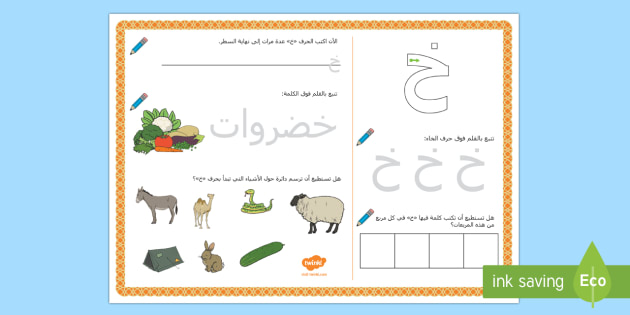 خ
تتبع بالقلم فوق حرف الخاء:
خ خ خ
هل تستطيع أن تكتب كلمة فيها «خ» في كل مربع
من هذه المربعات؟
الآن اكتب الحرف «خ» عدة مرات إلى نهاية السطر.
خ
تتبع بالقلم فوق الكلمة:
خضروات
هل تستطيع أن ترسم دائرة حول الأشياء التي تبدأ بحرف «خ»؟
twinkl
ink saving Eco